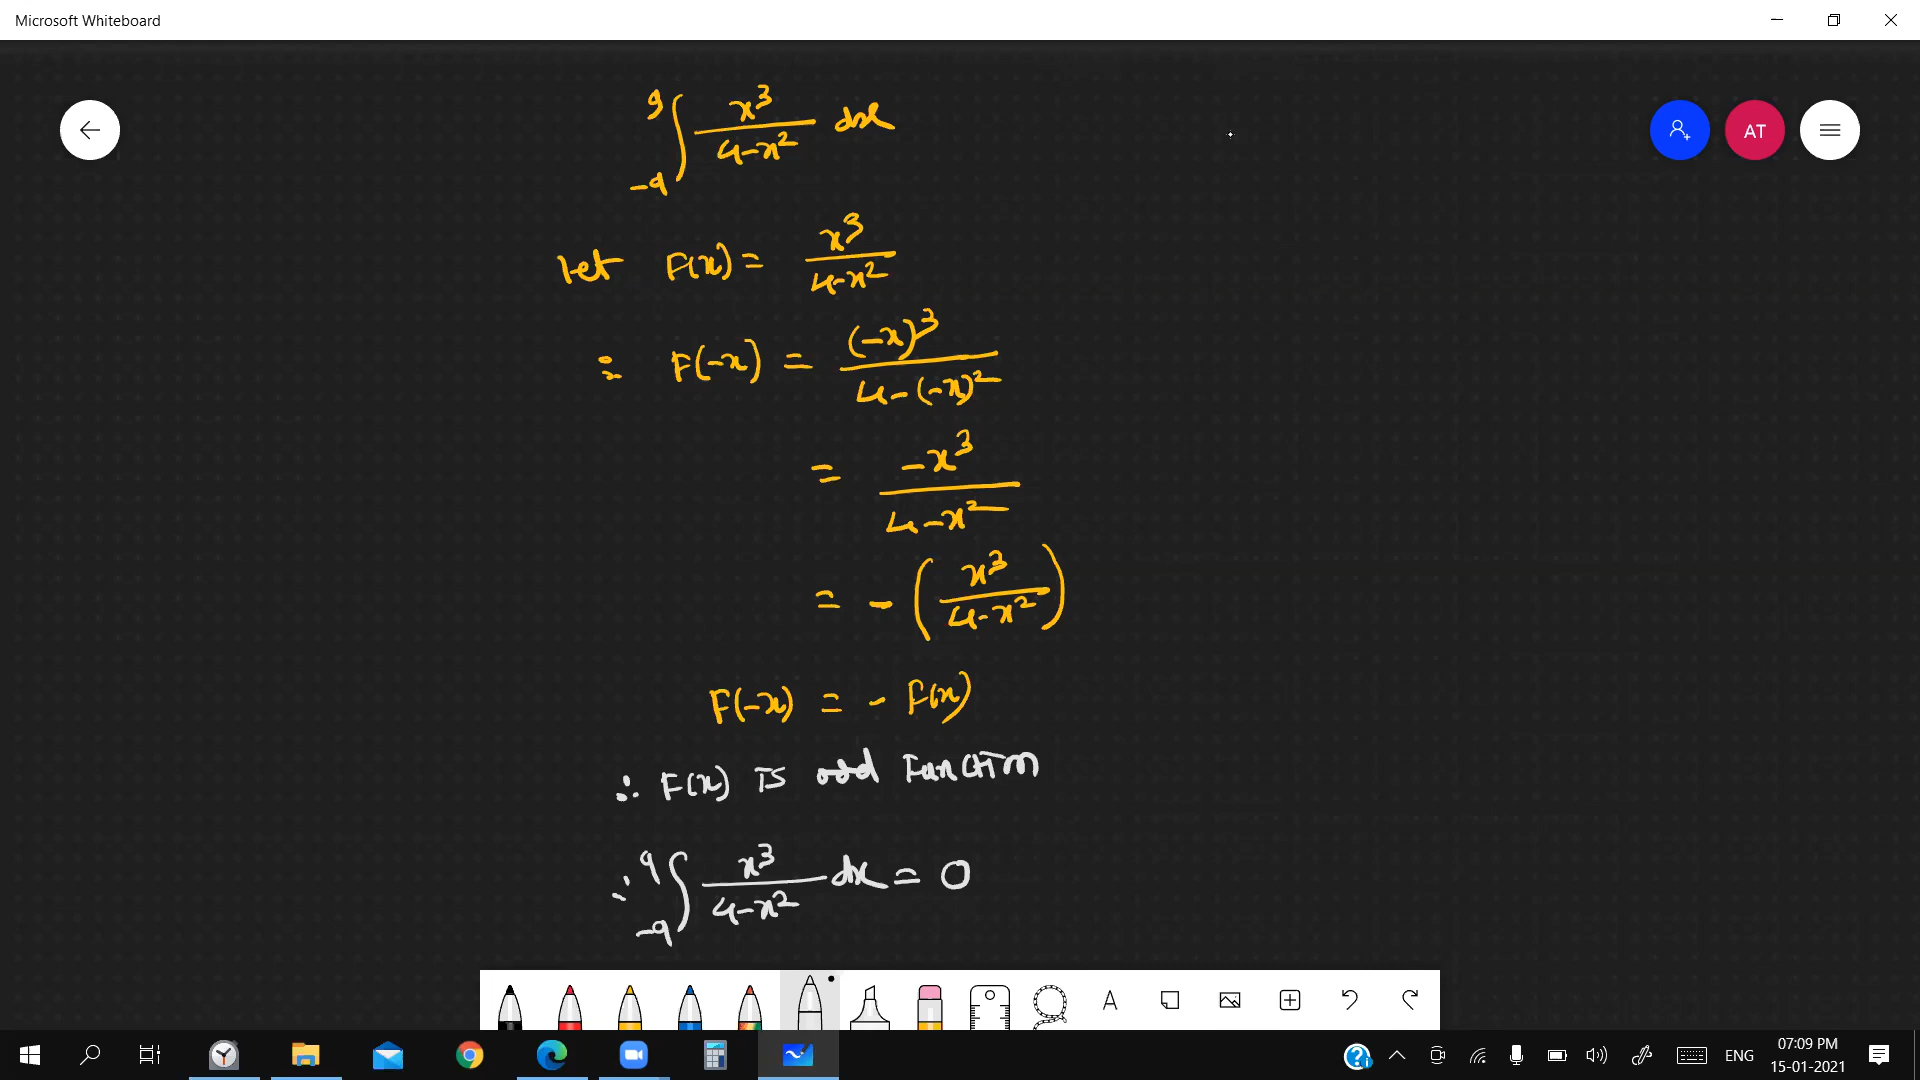 Microsoft Whiteboard
AT
9∫-9 x³/(4-x²) dx
let F(x) = x³/(4-x²)
∴ F(-x) = (-x)³/(4-(-x)²)
= -x³/(4-x²)
= - (x³/(4-x²))
F(-x) = - F(x)
∴ F(x) is odd Function
∴ 9∫-9 x³/(4-x²) dx = 0
A
ENG
07:09 PM
15-01-2021